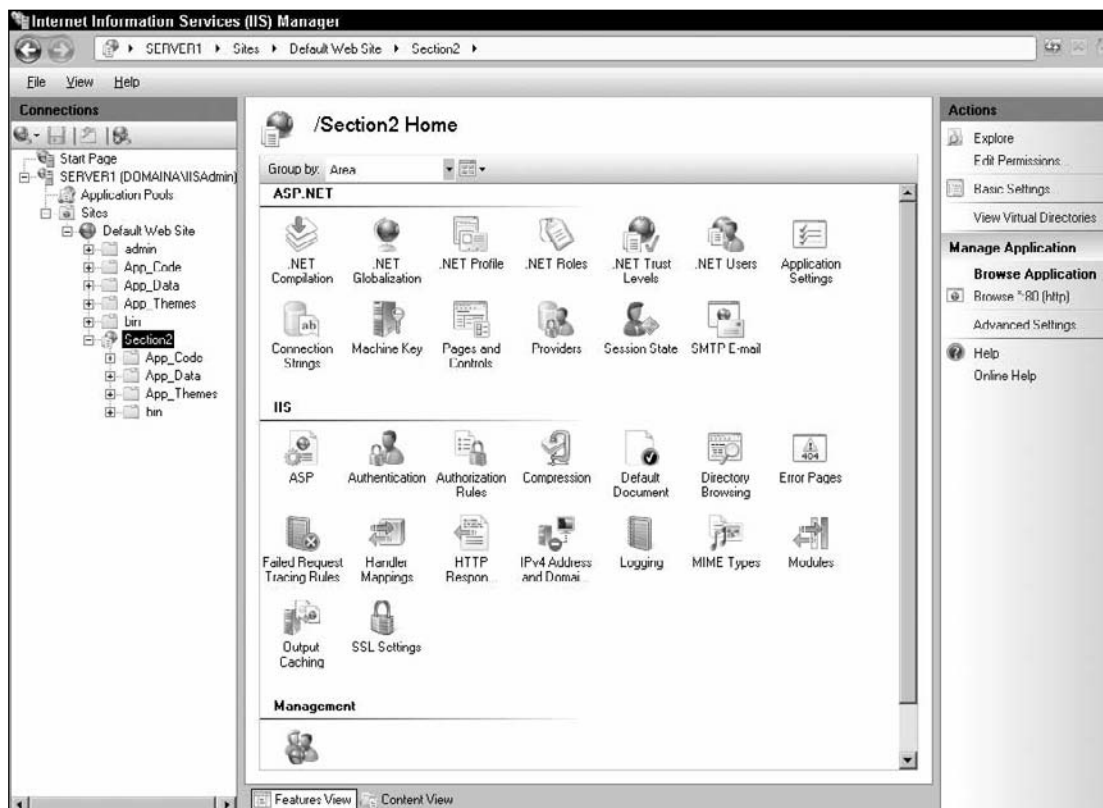 Internet Information Services (IIS) Manager
SERVER1 Sites Default Web Site Section2
File View Help
Connections
Start Page
SERVER1 (DOMAINA\IISAdmin)
Application Pools
Sites
Default Web Site
admin
App_Code
App_Data
App_Themes
bin
Section2
App_Code
App_Data
App_Themes
bin
/Section2 Home
Group by: Area
ASP.NET
.NET Compilation
.NET Globalization
.NET Profile
.NET Roles
.NET Trust Levels
.NET Users
Application Settings
Connection Strings
Machine Key
Pages and Controls
Providers
Session State
SMTP E-mail
IIS
ASP
Authentication
Authorization Rules
Compression
Default Document
Directory Browsing
404
Error Pages
Failed Request Tracing Rules
Handler Mappings
HTTP Respon...
IPv4 Address and Domai...
Logging
MIME Types
Modules
Output Caching
SSL Settings
Management
Features View Content View
Actions
Explore
Edit Permissions...
Basic Settings...
View Virtual Directories
Manage Application
Browse Application
Browse *:80 (http)
Advanced Settings...
Help
Online Help